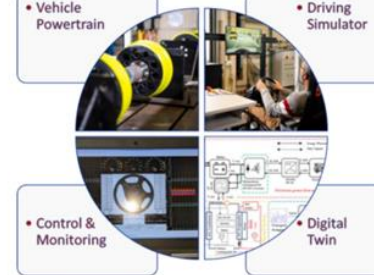 • Vehicle
Powertrain
• Driving
Simulator
• Control &
Monitoring
• Digital
Twin